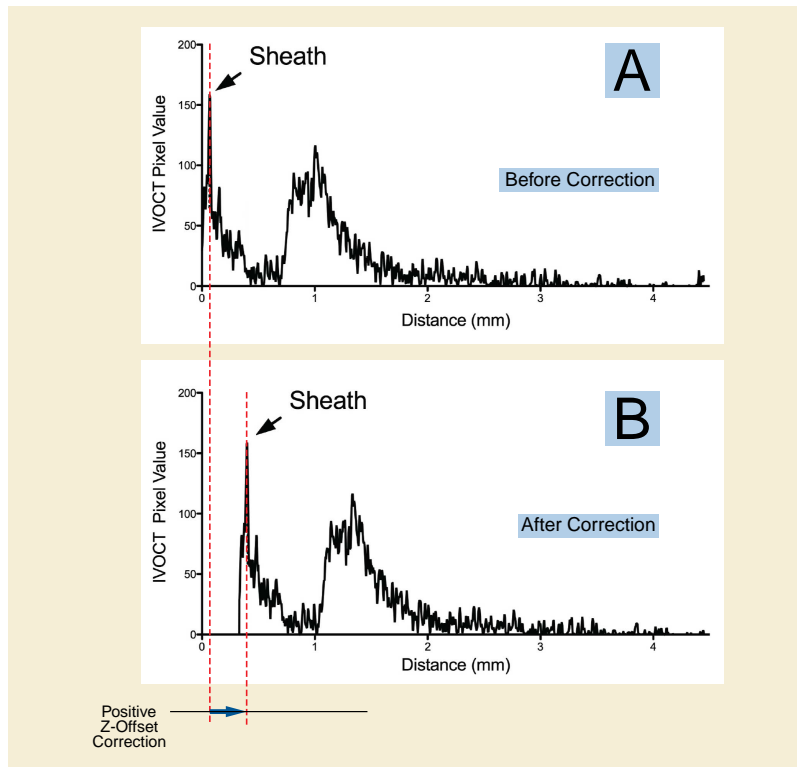 A
Sheath
Before Correction
IVOCT Pixel Value
200
150
100
50
0
0 1 2 3 4
Distance (mm)
B
Sheath
After Correction
IVOCT Pixel Value
200
150
100
50
0
0 1 2 3 4
Distance (mm)
Positive
Z-Offset
Correction